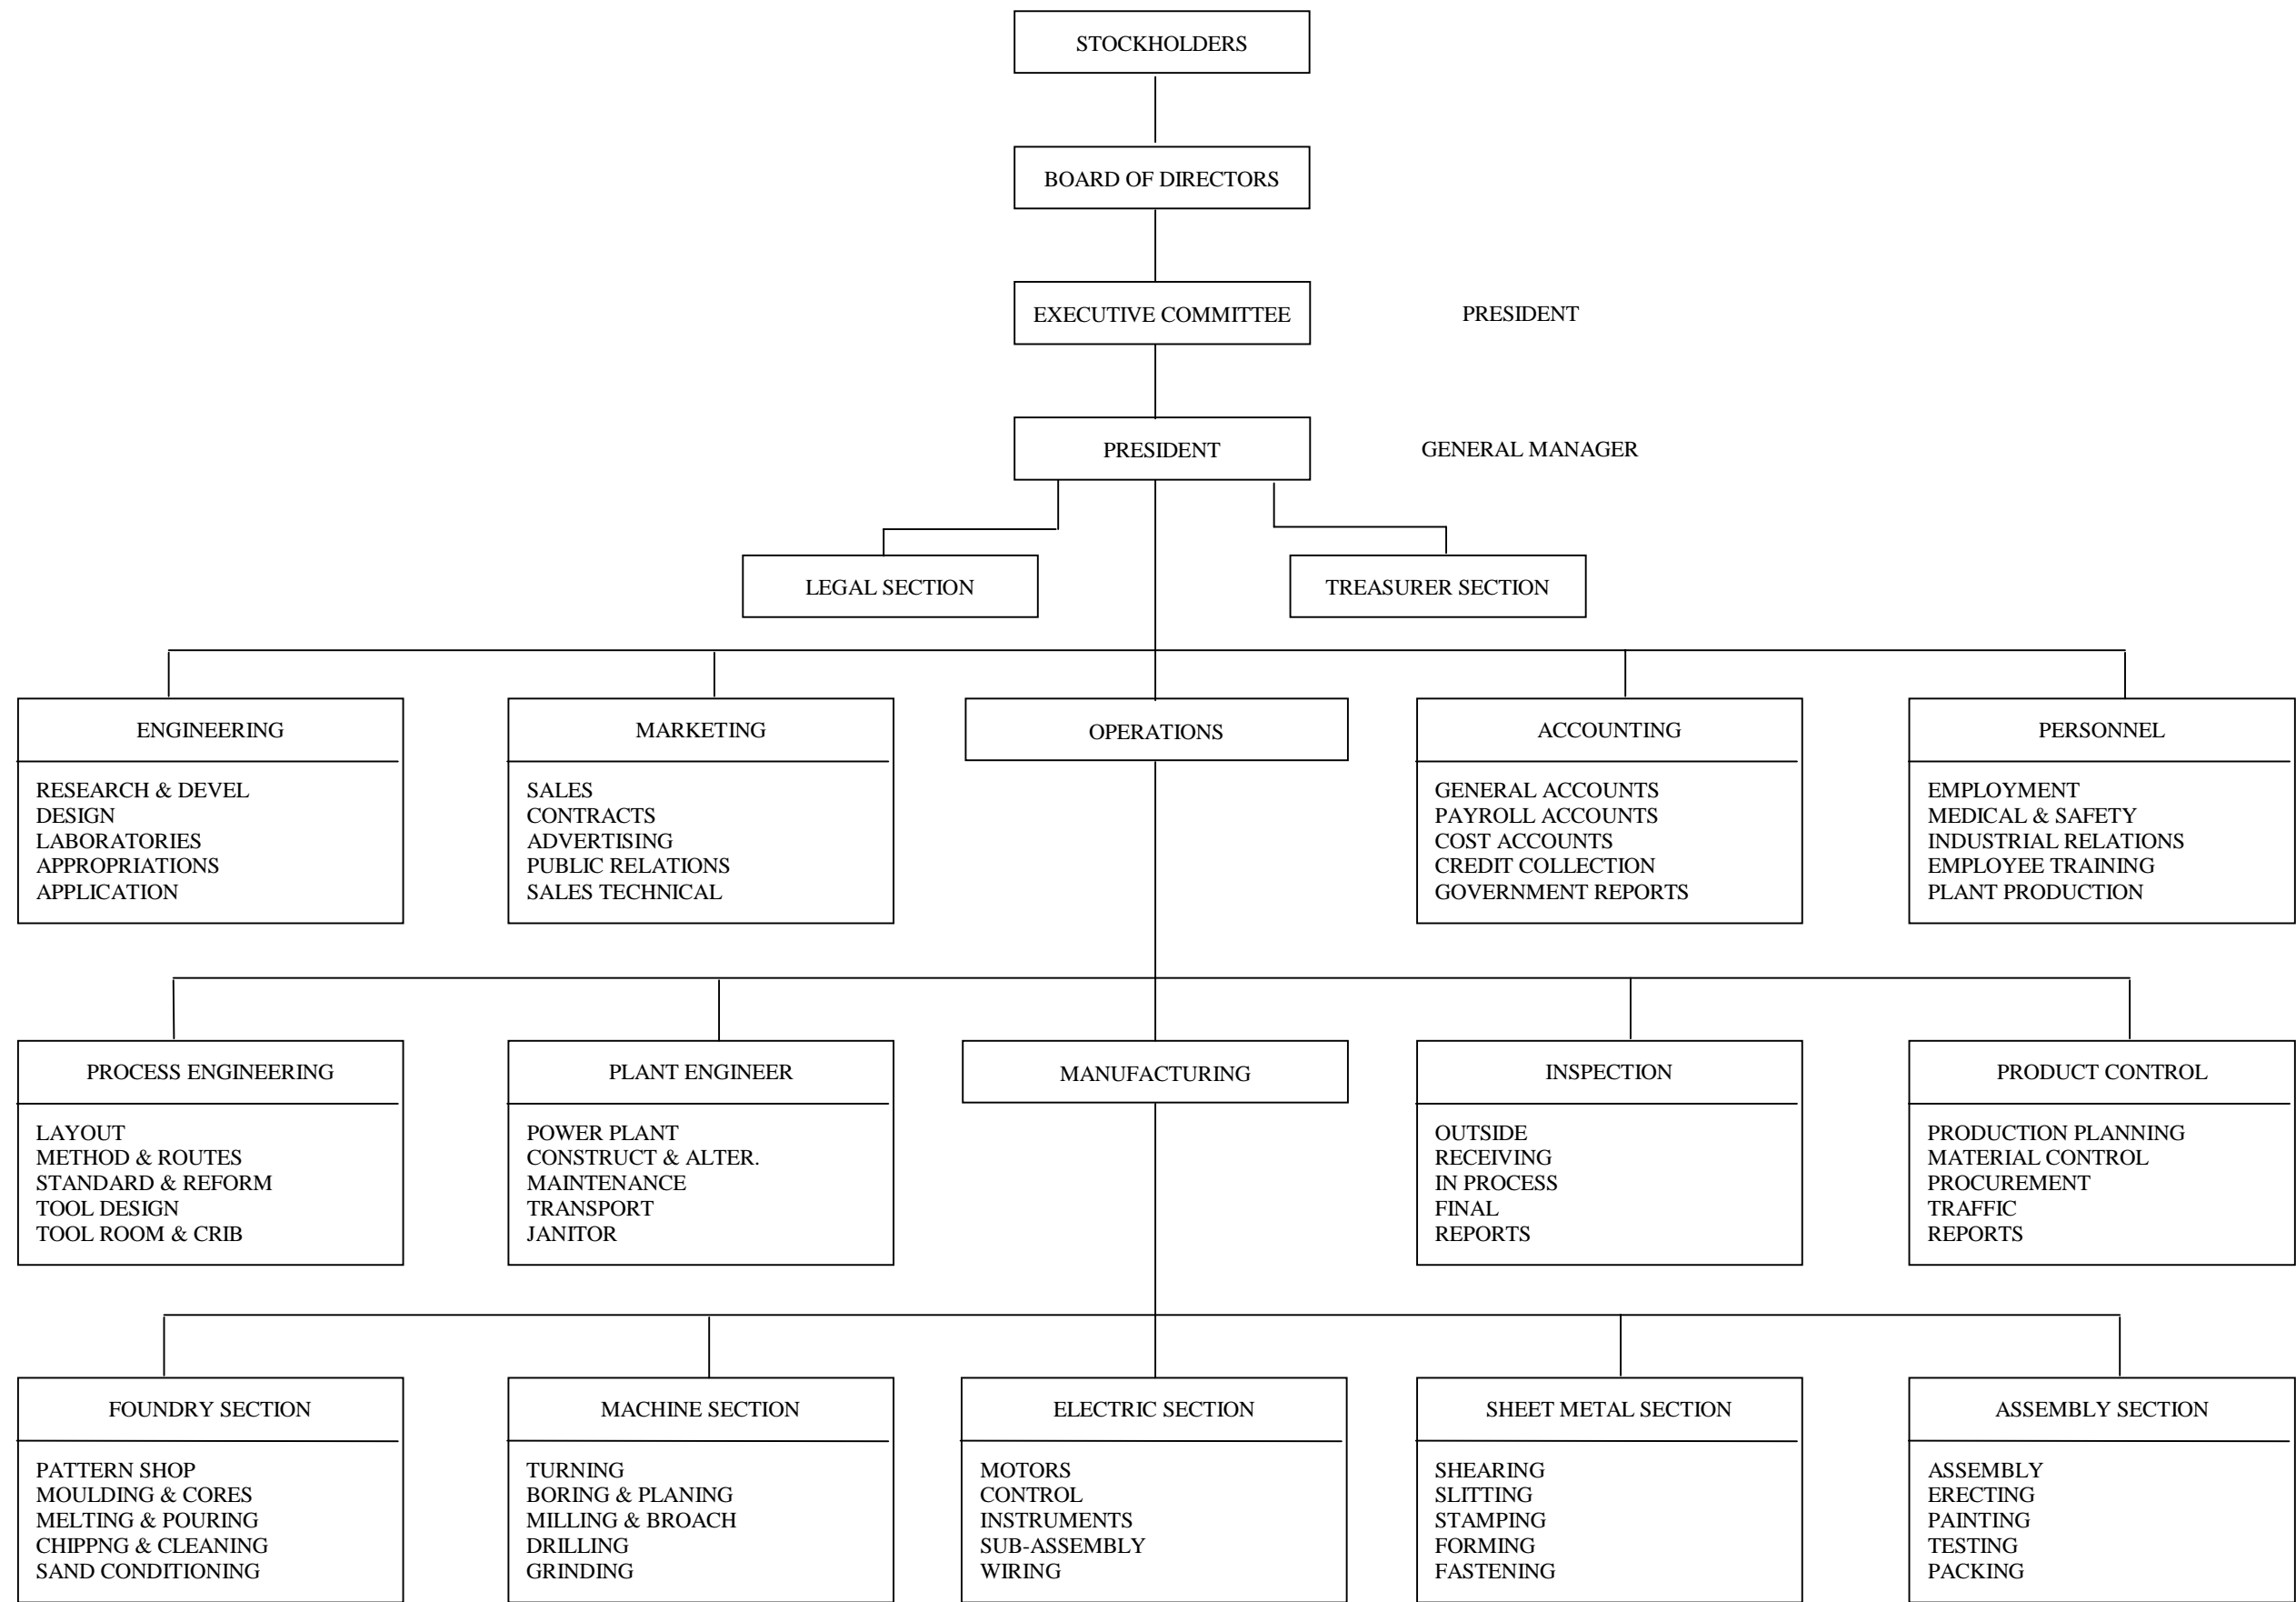 STOCKHOLDERS
BOARD OF DIRECTORS
EXECUTIVE COMMITTEE
PRESIDENT
PRESIDENT
GENERAL MANAGER
LEGAL SECTION
TREASURER SECTION
ENGINEERING
RESEARCH & DEVEL
DESIGN
LABORATORIES
APPROPRIATIONS
APPLICATION
MARKETING
SALES
CONTRACTS
ADVERTISING
PUBLIC RELATIONS
SALES TECHNICAL
OPERATIONS
ACCOUNTING
GENERAL ACCOUNTS
PAYROLL ACCOUNTS
COST ACCOUNTS
CREDIT COLLECTION
GOVERNMENT REPORTS
PERSONNEL
EMPLOYMENT
MEDICAL & SAFETY
INDUSTRIAL RELATIONS
EMPLOYEE TRAINING
PLANT PRODUCTION
PROCESS ENGINEERING
LAYOUT
METHOD & ROUTES
STANDARD & REFORM
TOOL DESIGN
TOOL ROOM & CRIB
PLANT ENGINEER
POWER PLANT
CONSTRUCT & ALTER.
MAINTENANCE
TRANSPORT
JANITOR
MANUFACTURING
INSPECTION
OUTSIDE
RECEIVING
IN PROCESS
FINAL
REPORTS
PRODUCT CONTROL
PRODUCTION PLANNING
MATERIAL CONTROL
PROCUREMENT
TRAFFIC
REPORTS
FOUNDRY SECTION
PATTERN SHOP
MOULDING & CORES
MELTING & POURING
CHIPPNG & CLEANING
SAND CONDITIONING
MACHINE SECTION
TURNING
BORING & PLANING
MILLING & BROACH
DRILLING
GRINDING
ELECTRIC SECTION
MOTORS
CONTROL
INSTRUMENTS
SUB-ASSEMBLY
WIRING
SHEET METAL SECTION
SHEARING
SLITTING
STAMPING
FORMING
FASTENING
ASSEMBLY SECTION
ASSEMBLY
ERECTING
PAINTING
TESTING
PACKING